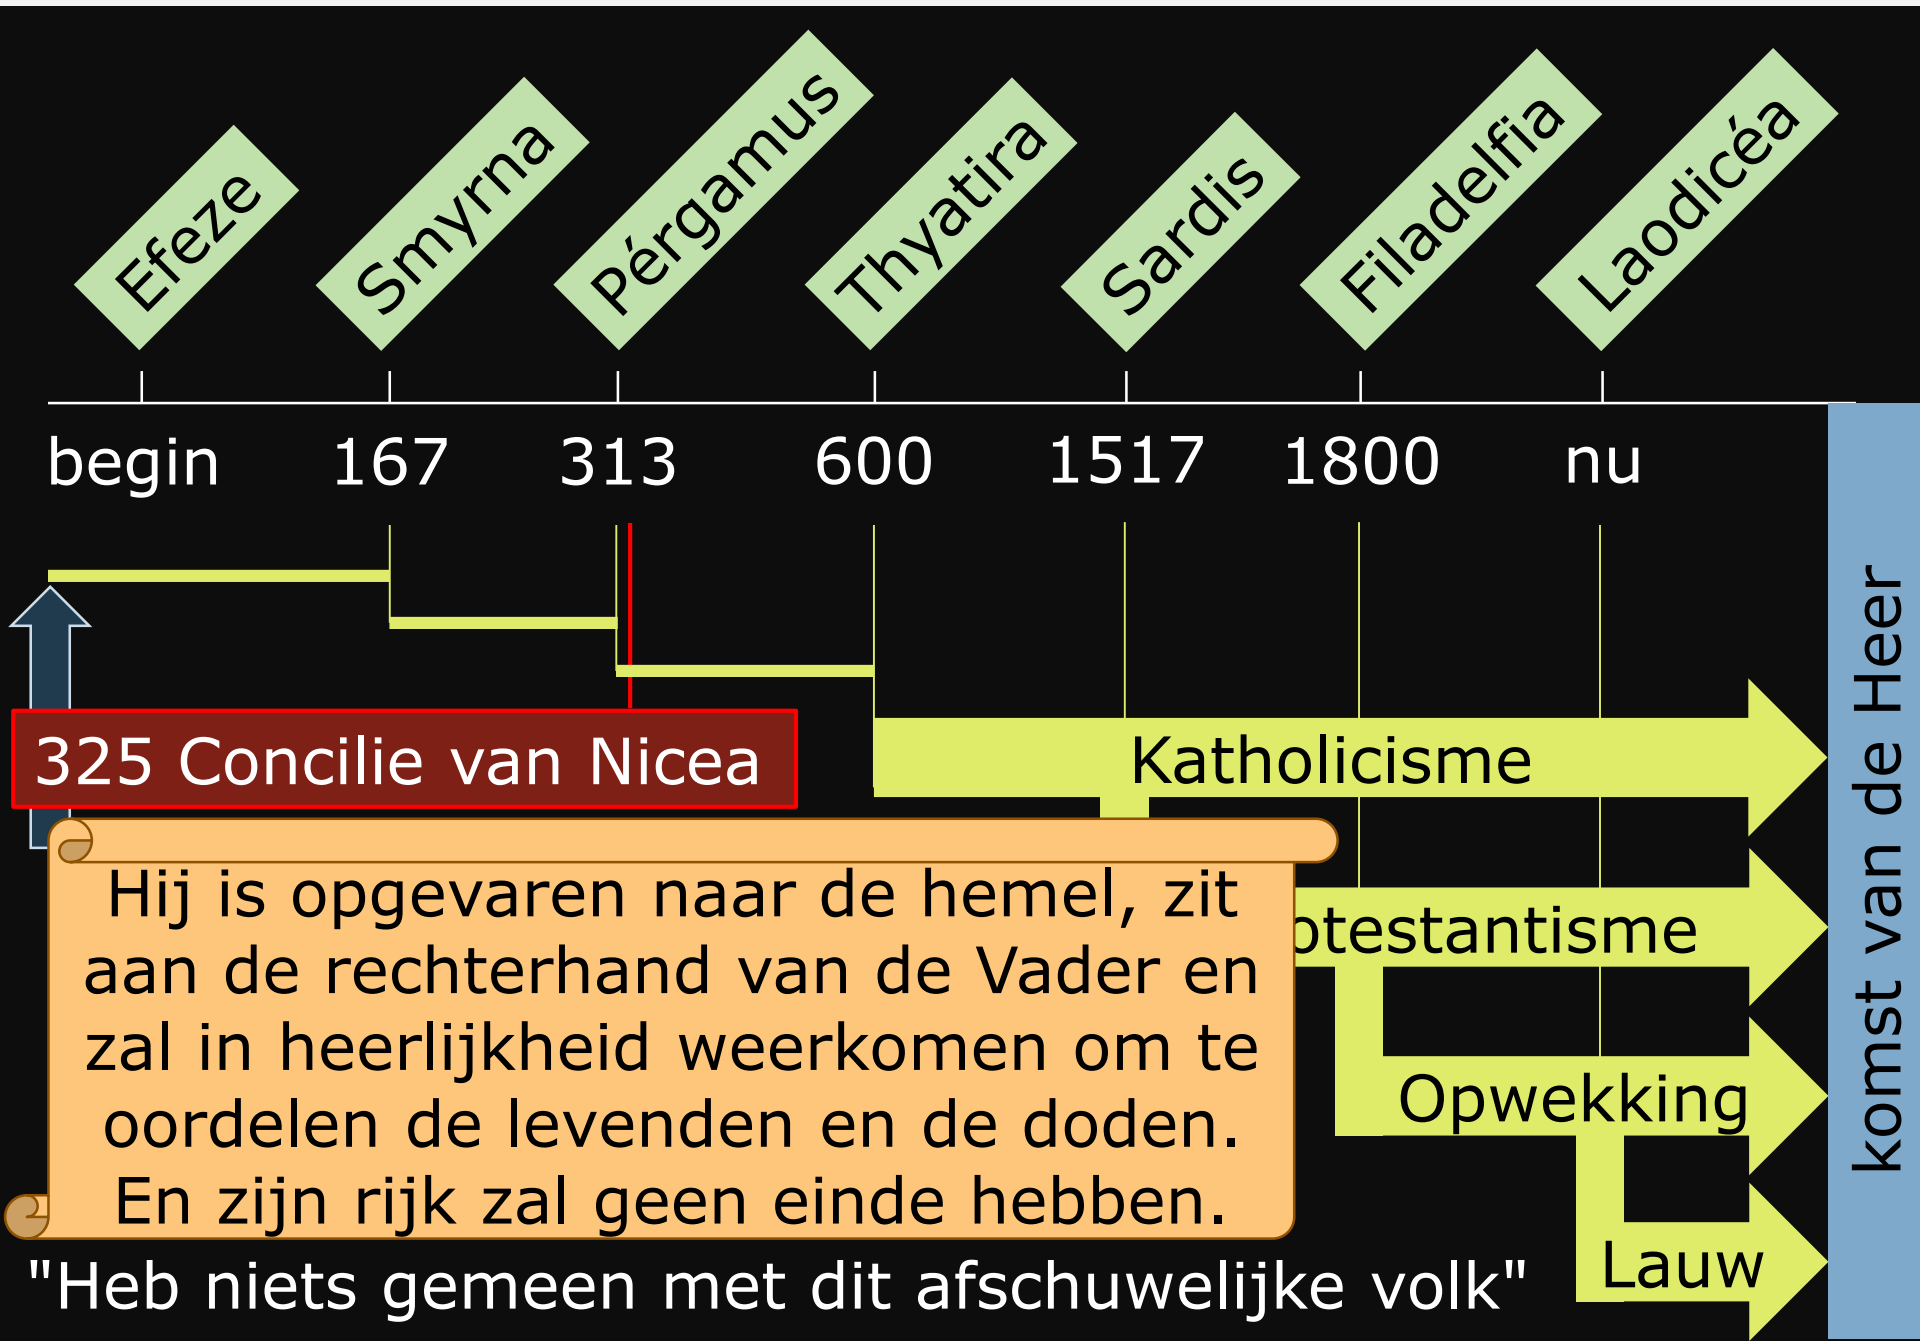 Efeze
Smyrna
Pérgamus
Thyatira
Sardis
Filadelfia
Laodicéa
begin
167
313
600
1517
1800
nu
325 Concilie van Nicea
Katholicisme
Hij is opgevaren naar de hemel, zit
aan de rechterhand van de Vader en
zal in heerlijkheid weerkomen om te
oordelen de levenden en de doden.
En zijn rijk zal geen einde hebben.
otestantisme
Opwekking
Lauw
"Heb niets gemeen met dit afschuwelijke volk"
komst van de Heer